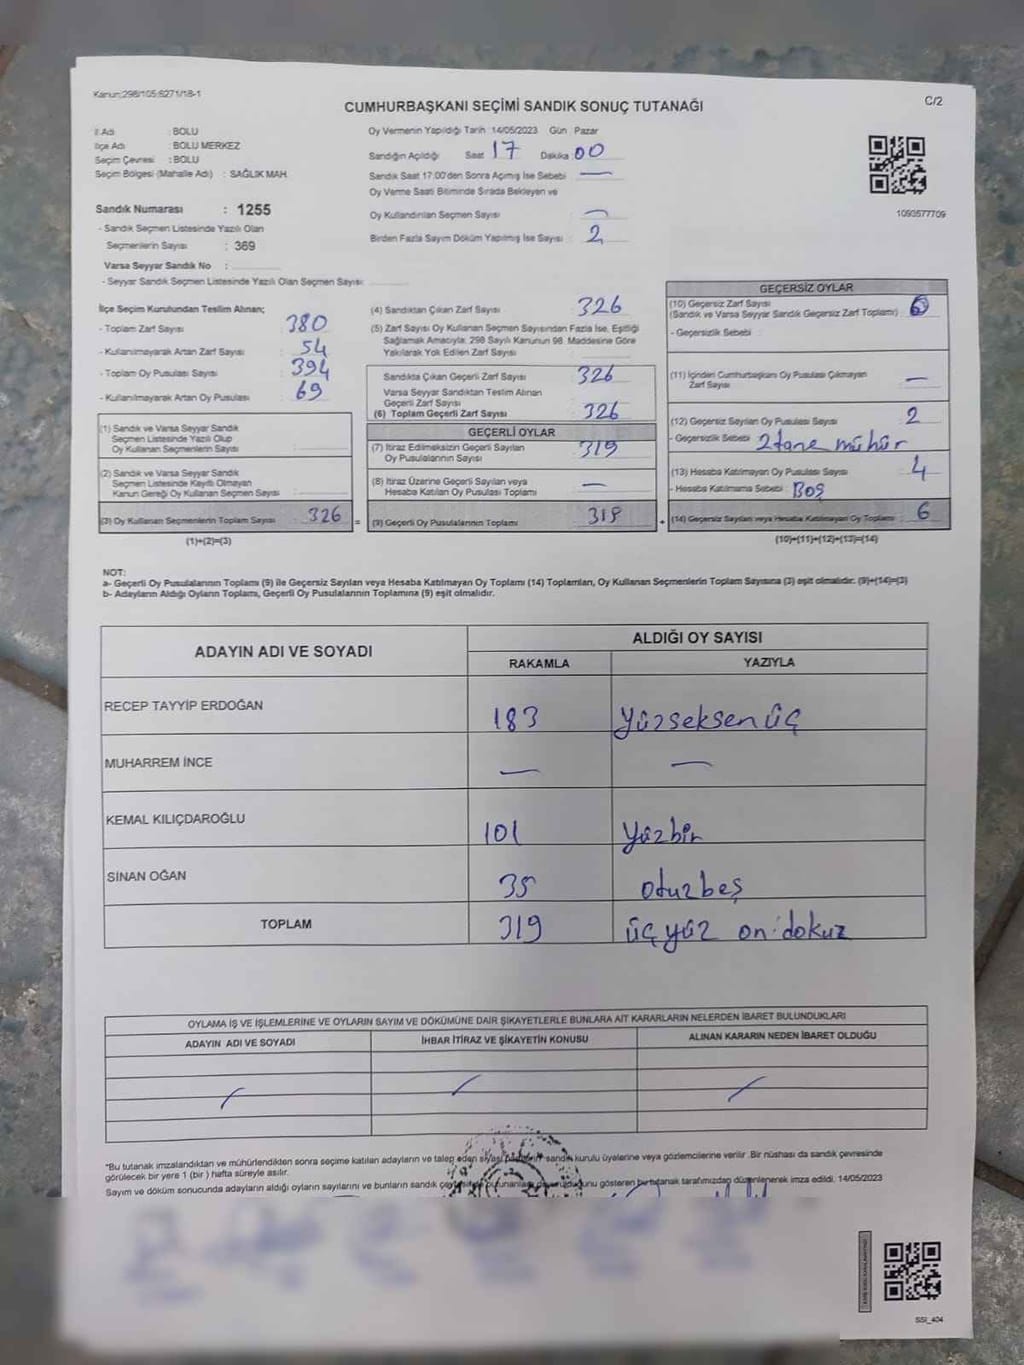 Kanun:298/105:6271/18-1
C/2
CUMHURBAŞKANI SEÇİMİ SANDIK SONUÇ TUTANAĞI
İl Adı : BOLU
İlçe Adı : BOLU MERKEZ
Seçim Çevresi : BOLU
Seçim Bölgesi (Mahalle Adı) : SAĞLIK MAH.
Sandık Numarası : 1255
- Sandık Seçmen Listesinde Yazılı Olan
Seçmenlerin Sayısı : 369
Varsa Seyyar Sandık No :
- Seyyar Sandık Seçmen Listesinde Yazılı Olan Seçmen Sayısı
Oy Vermenin Yapıldığı Tarih 14/05/2023 Gün : Pazar
Sandığın Açıldığı Saat 17 Dakika 00
Sandık Saat 17:00'den Sonra Açılmış İse Sebebi —
Oy Verme Saati Bitiminde Sırada Bekleyen ve
Oy Kullandırılan Seçmen Sayısı : —
Birden Fazla Sayım Döküm Yapılmış İse Sayısı : 2
1093577709
İlçe Seçim Kurulundan Teslim Alınan;
- Toplam Zarf Sayısı : 380
- Kullanılmayarak Artan Zarf Sayısı : 54
- Toplam Oy Pusulası Sayısı : 394
- Kullanılmayarak Artan Oy Pusulası : 69
(1) Sandık ve Varsa Seyyar Sandık
Seçmen Listesinde Yazılı Olup
Oy Kullanan Seçmenlerin Sayısı :
(2) Sandık ve Varsa Seyyar Sandık
Seçmen Listesinde Kayıtlı Olmayan
Kanun Gereği Oy Kullanan Seçmen Sayısı :
(3) Oy Kullanan Seçmenlerin Toplam Sayısı : 326 =
(1)+(2)=(3)
(4) Sandıktan Çıkan Zarf Sayısı : 326
(5) Zarf Sayısı Oy Kullanan Seçmen Sayısından Fazla İse, Eşitliği
Sağlamak Amacıyla; 298 Sayılı Kanunun 98. Maddesine Göre
Yakılarak Yok Edilen Zarf Sayısı :
Sandıkta Çıkan Geçerli Zarf Sayısı : 326
Varsa Seyyar Sandıktan Teslim Alınan
Geçerli Zarf Sayısı :
(6) Toplam Geçerli Zarf Sayısı : 326
GEÇERLİ OYLAR
(7) İtiraz Edilmeksizin Geçerli Sayılan
Oy Pusulalarının Sayısı : 319
(8) İtiraz Üzerine Geçerli Sayılan veya
Hesaba Katılan Oy Pusulası Toplamı : —
(9) Geçerli Oy Pusulalarının Toplamı : 319 +
GEÇERSİZ OYLAR
(10) Geçersiz Zarf Sayısı
(Sandık ve Varsa Seyyar Sandık Geçersiz Zarf Toplamı) :
- Geçersizlik Sebebi :
(11) İçinden Cumhurbaşkanı Oy Pusulası Çıkmayan
Zarf Sayısı : —
(12) Geçersiz Sayılan Oy Pusulası Sayısı : 2
- Geçersizlik Sebebi : 2 tane mühür
(13) Hesaba Katılmayan Oy Pusulası Sayısı : 4
- Hesaba Katılmama Sebebi : Boş
(14) Geçersiz Sayılan veya Hesaba Katılmayan Oy Toplamı : 6
(10)+(11)+(12)+(13)=(14)
NOT:
a- Geçerli Oy Pusulalarının Toplamı (9) ile Geçersiz Sayılan veya Hesaba Katılmayan Oy Toplamı (14) Toplamları, Oy Kullanan Seçmenlerin Toplam Sayısına (3) eşit olmalıdır. (9)+(14)=(3)
b- Adayların Aldığı Oyların Toplamı, Geçerli Oy Pusulalarının Toplamına (9) eşit olmalıdır.
ADAYIN ADI VE SOYADI
ALDIĞI OY SAYISI
RAKAMLA YAZIYLA
RECEP TAYYİP ERDOĞAN 183 Yüzseksen üç
MUHARREM İNCE — —
KEMAL KILIÇDAROĞLU 101 Yüzbir
SİNAN OĞAN 35 otuzbeş
TOPLAM 319 üç yüz on dokuz
OYLAMA İŞ VE İŞLEMLERİNE VE OYLARIN SAYIM VE DÖKÜMÜNE DAİR ŞİKAYETLERLE BUNLARA AİT KARARLARIN NELERDEN İBARET BULUNDUKLARI
ADAYIN ADI VE SOYADI İHBAR İTİRAZ VE ŞİKAYETİN KONUSU ALINAN KARARIN NEDEN İBARET OLDUĞU
*Bu tutanak imzalandıktan ve mühürlendikten sonra seçime katılan adayların ve talep eden siyasi sandık kurulu üyelerine veya gözlemcilerine verilir. Bir nüshası da sandık çevresinde
görülecek bir yere 1 (bir) hafta süreyle asılır.
Sayım ve döküm sonucunda adayların aldığı oyların sayılarını ve bunların sandık gösteren bu tutanak tarafımızdan düzenlenerek imza edildi. 14/05/2023
SSI_404